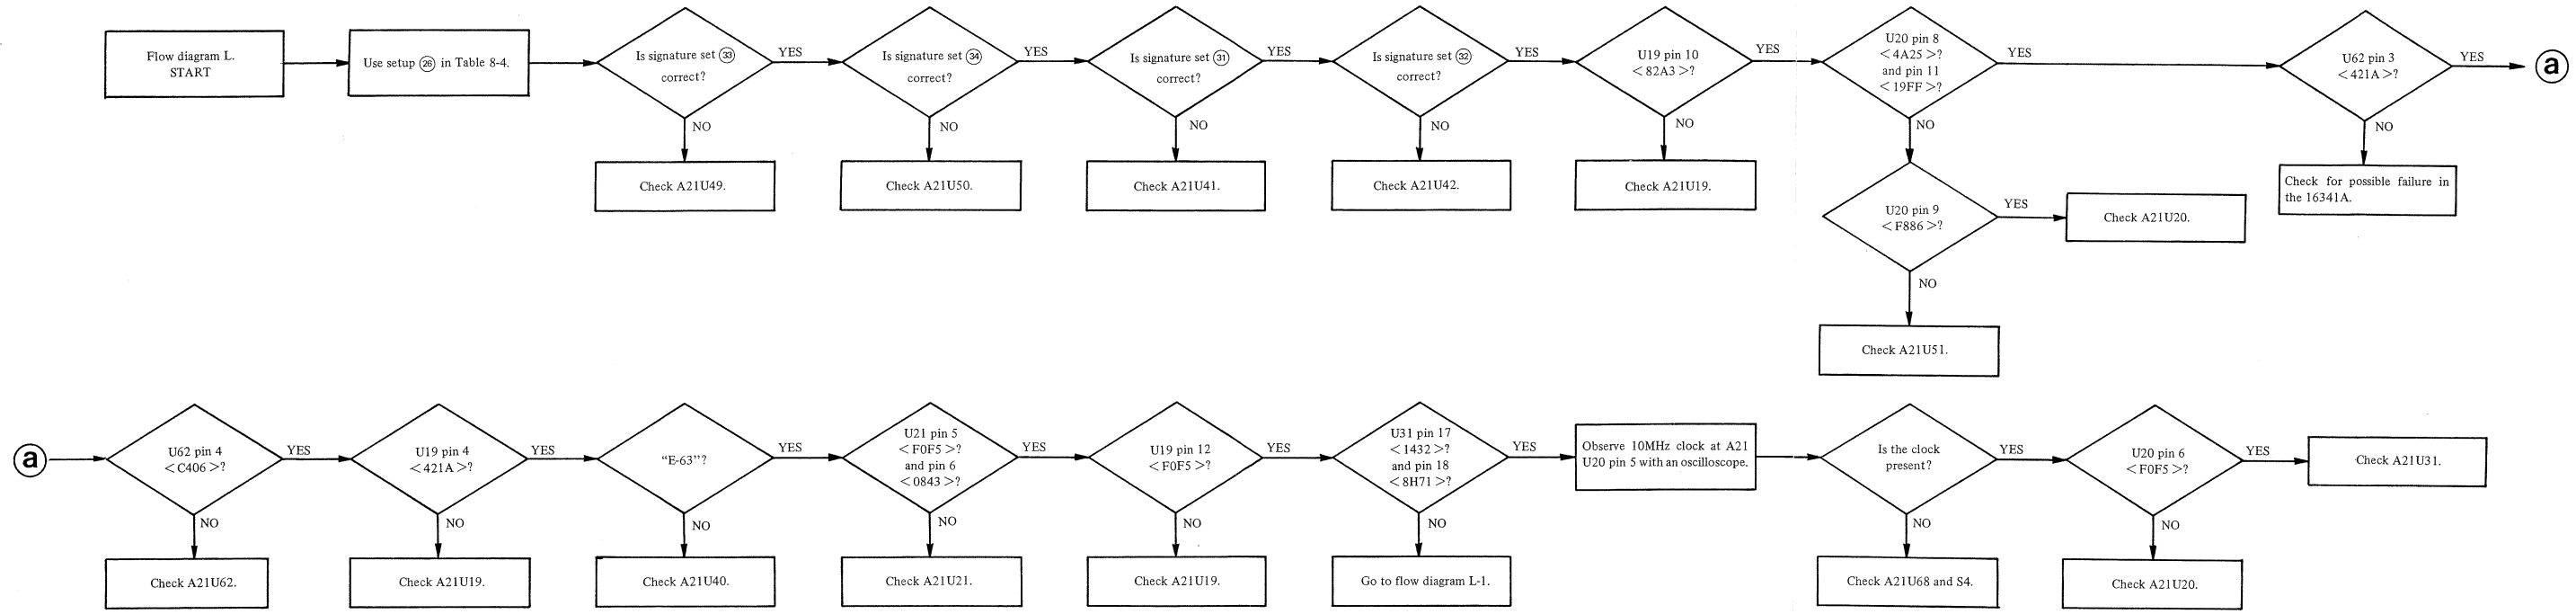 Flow diagram L.
START
Use setup 26 in Table 8-4.
Is signature set 33
correct?
YES
NO
Check A21U49.
Is signature set 34
correct?
YES
NO
Check A21U50.
Is signature set 31
correct?
YES
NO
Check A21U41.
Is signature set 32
correct?
YES
NO
Check A21U42.
U19 pin 10
<82A3>?
YES
NO
Check A21U19.
U20 pin 8
<4A25>?
and pin 11
<19FF>?
YES
NO
U20 pin 9
<F886>?
YES
Check A21U20.
NO
Check A21U51.
U62 pin 3
<421A>?
YES
a
NO
Check for possible failure in
the 16341A.
a
U62 pin 4
<C406>?
YES
NO
Check A21U62.
U19 pin 4
<421A>?
YES
NO
Check A21U19.
“E-63”?
YES
NO
Check A21U40.
U21 pin 5
<F0F5>?
and pin 6
<0843>?
YES
NO
Check A21U21.
U19 pin 12
<F0F5>?
YES
NO
Check A21U19.
U31 pin 17
<1432>?
and pin 18
<8H71>?
YES
NO
Go to flow diagram L-1.
Observe 10MHz clock at A21
U20 pin 5 with an oscilloscope.
Is the clock
present?
YES
NO
Check A21U68 and S4.
U20 pin 6
<F0F5>?
YES
NO
Check A21U20.
Check A21U31.